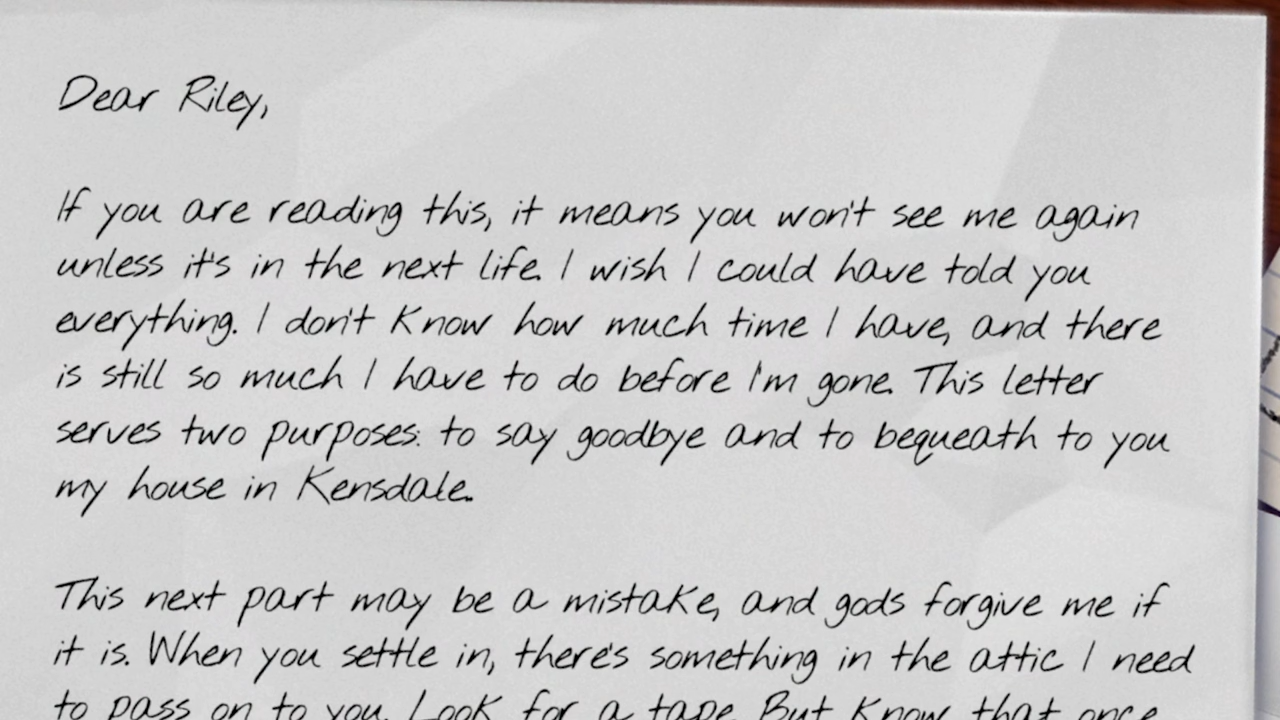 Dear Riley,
If you are reading this, it means you won't see me again
unless it's in the next life. I wish I could have told you
everything. I don't know how much time I have, and there
is still so much I have to do before I'm gone. This letter
serves two purposes: to say goodbye and to bequeath to you
my house in Kensdale.
This next part may be a mistake, and gods forgive me if
it is. When you settle in, there's something in the attic I need
to pass on to you. Look for a tape. But know that once